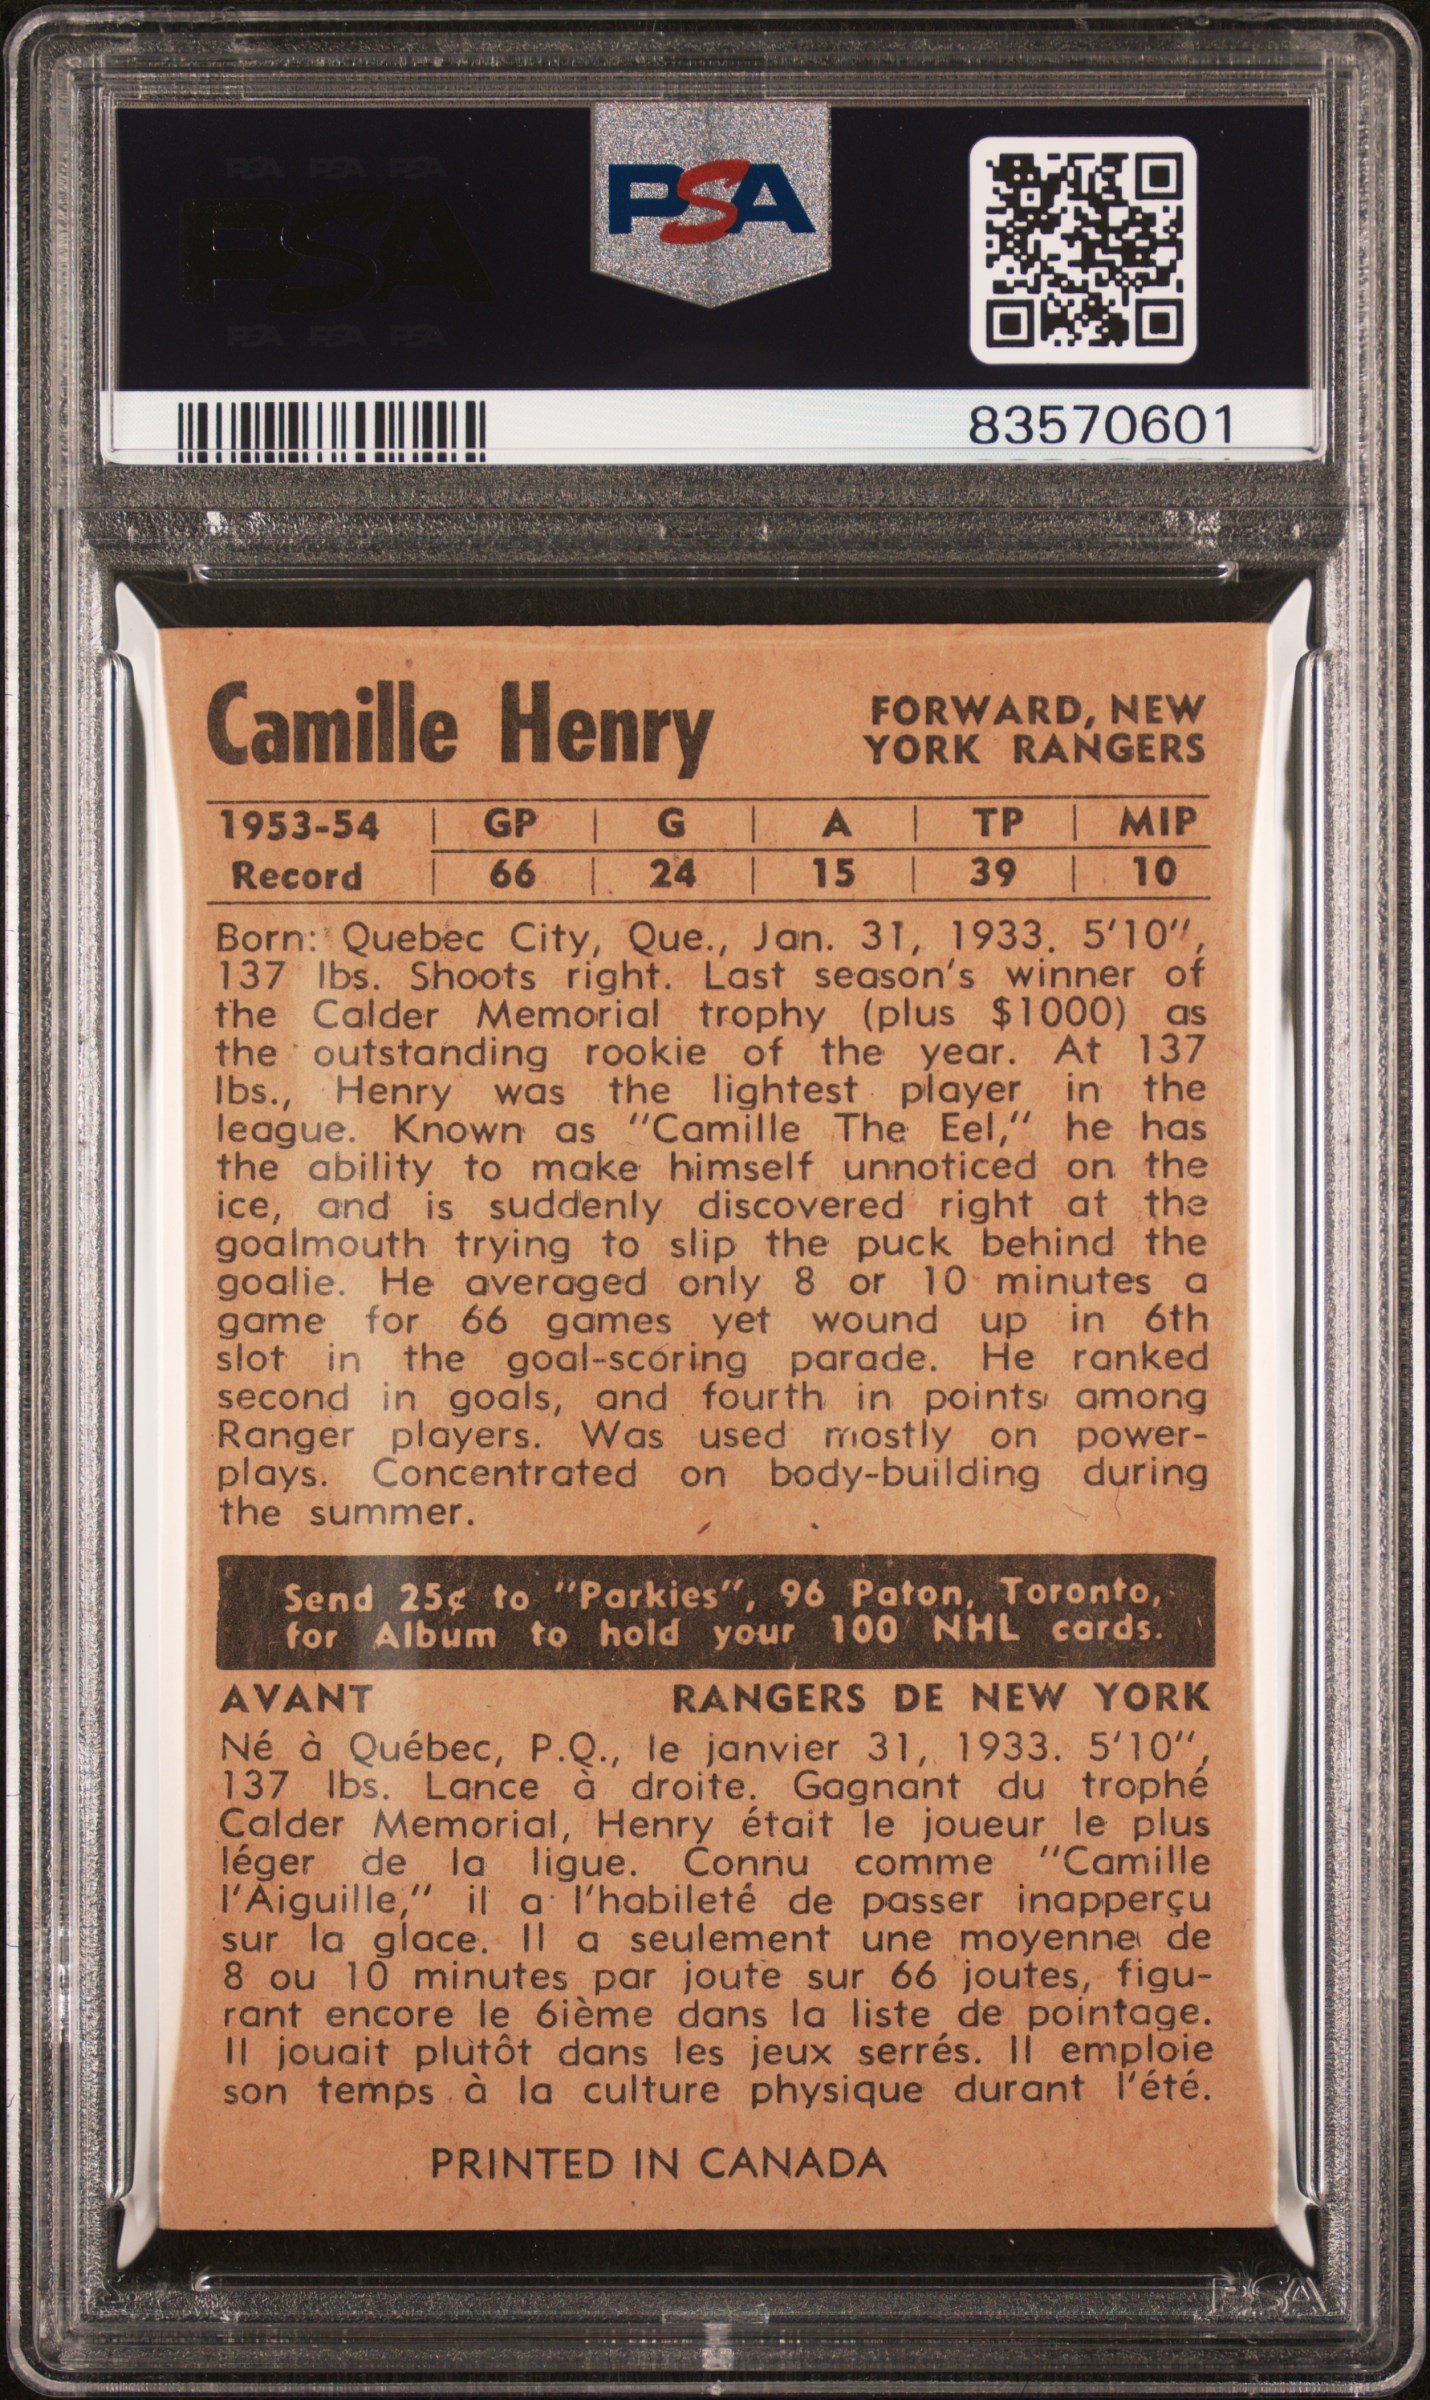 PSA PSA PSA
PSA
PSA
PSA PSA PSA
83570601
Camille Henry
FORWARD, NEW
YORK RANGERS
1953-54 | GP | G | A | TP | MIP
Record | 66 | 24 | 15 | 39 | 10
Born: Quebec City, Que., Jan. 31, 1933. 5'10",
137 lbs. Shoots right. Last season's winner of
the Calder Memorial trophy (plus $1000) as
the outstanding rookie of the year. At 137
lbs., Henry was the lightest player in the
league. Known as "Camille The Eel," he has
the ability to make himself unnoticed on the
ice, and is suddenly discovered right at the
goalmouth trying to slip the puck behind the
goalie. He averaged only 8 or 10 minutes a
game for 66 games yet wound up in 6th
slot in the goal-scoring parade. He ranked
second in goals, and fourth in points among
Ranger players. Was used mostly on power-
plays. Concentrated on body-building during
the summer.
Send 25¢ to "Parkies", 96 Paton, Toronto,
for Album to hold your 100 NHL cards.
AVANT RANGERS DE NEW YORK
Né à Québec, P.Q., le janvier 31, 1933. 5'10",
137 lbs. Lance à droite. Gagnant du trophé
Calder Memorial, Henry était le joueur le plus
léger de la ligue. Connu comme "Camille
l'Aiguille," il a l'habileté de passer inapperçu
sur la glace. Il a seulement une moyenne de
8 ou 10 minutes par joute sur 66 joutes, figu-
rant encore le 6ième dans la liste de pointage.
Il jouait plutôt dans les jeux serrés. Il emploie
son temps à la culture physique durant l'été.
PRINTED IN CANADA
PSA